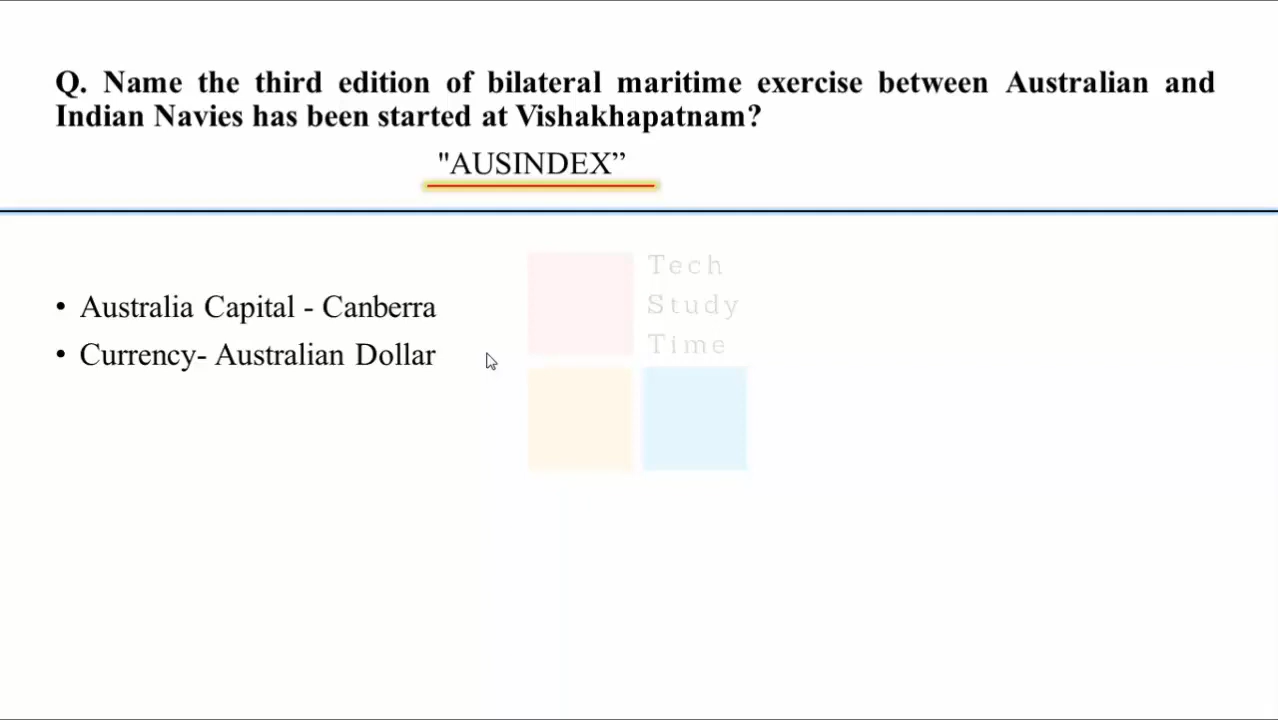 Q. Name the third edition of bilateral maritime exercise between Australian and
Indian Navies has been started at Vishakhapatnam?
"AUSINDEX”
Tech
Study
Time
• Australia Capital - Canberra
• Currency- Australian Dollar